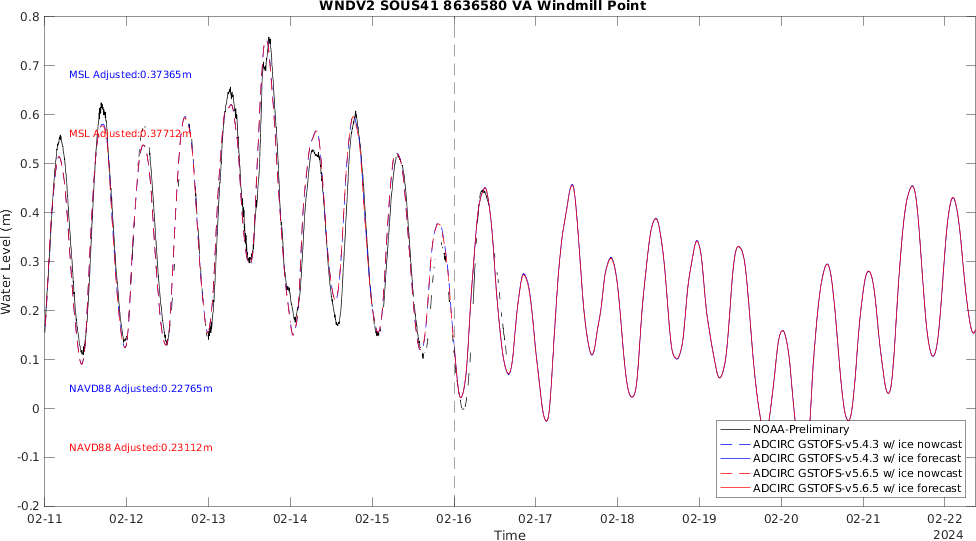 WNDV2 SOUS41 8636580 VA Windmill Point
0.8
0.7
0.6
0.5
0.4
0.3
0.2
0.1
0
-0.1
-0.2
Water Level (m)
MSL Adjusted:0.37365m
MSL Adjusted:0.37712m
NAVD88 Adjusted:0.22765m
NAVD88 Adjusted:0.23112m
NOAA-Preliminary
ADCIRC GSTOFS-v5.4.3 w/ ice nowcast
ADCIRC GSTOFS-v5.4.3 w/ ice forecast
ADCIRC GSTOFS-v5.6.5 w/ ice nowcast
ADCIRC GSTOFS-v5.6.5 w/ ice forecast
02-11 02-12 02-13 02-14 02-15 02-16 02-17 02-18 02-19 02-20 02-21 02-22
Time 2024